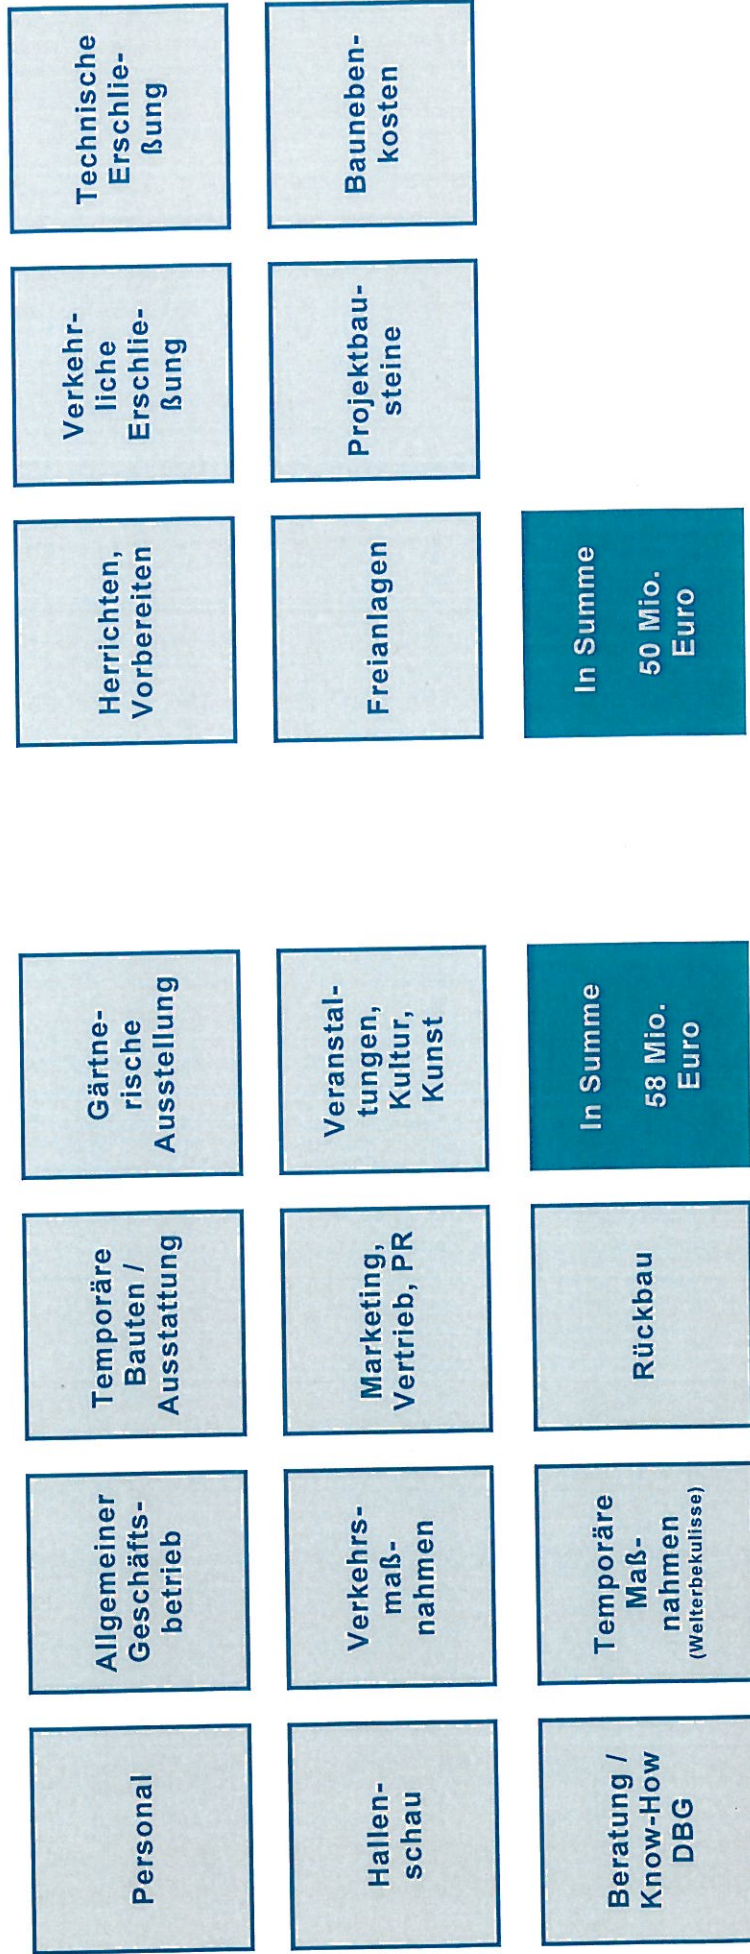 Personal
Allgemeiner
Geschäfts-
betrieb
Temporäre
Bauten /
Ausstattung
Gärtne-
rische
Ausstellung
Hallen-
schau
Verkehrs-
maß-
nahmen
Marketing,
Vertrieb, PR
Veranstal-
tungen,
Kultur,
Kunst
Beratung /
Know-How
DBG
Temporäre
Maß-
nahmen
(Welterbekulisse)
Rückbau
In Summe
58 Mio.
Euro
Herrichten,
Vorbereiten
Verkehr-
liche
Erschlie-
ßung
Technische
Erschlie-
ßung
Freianlagen
Projektbau-
steine
Bauneben-
kosten
In Summe
50 Mio.
Euro